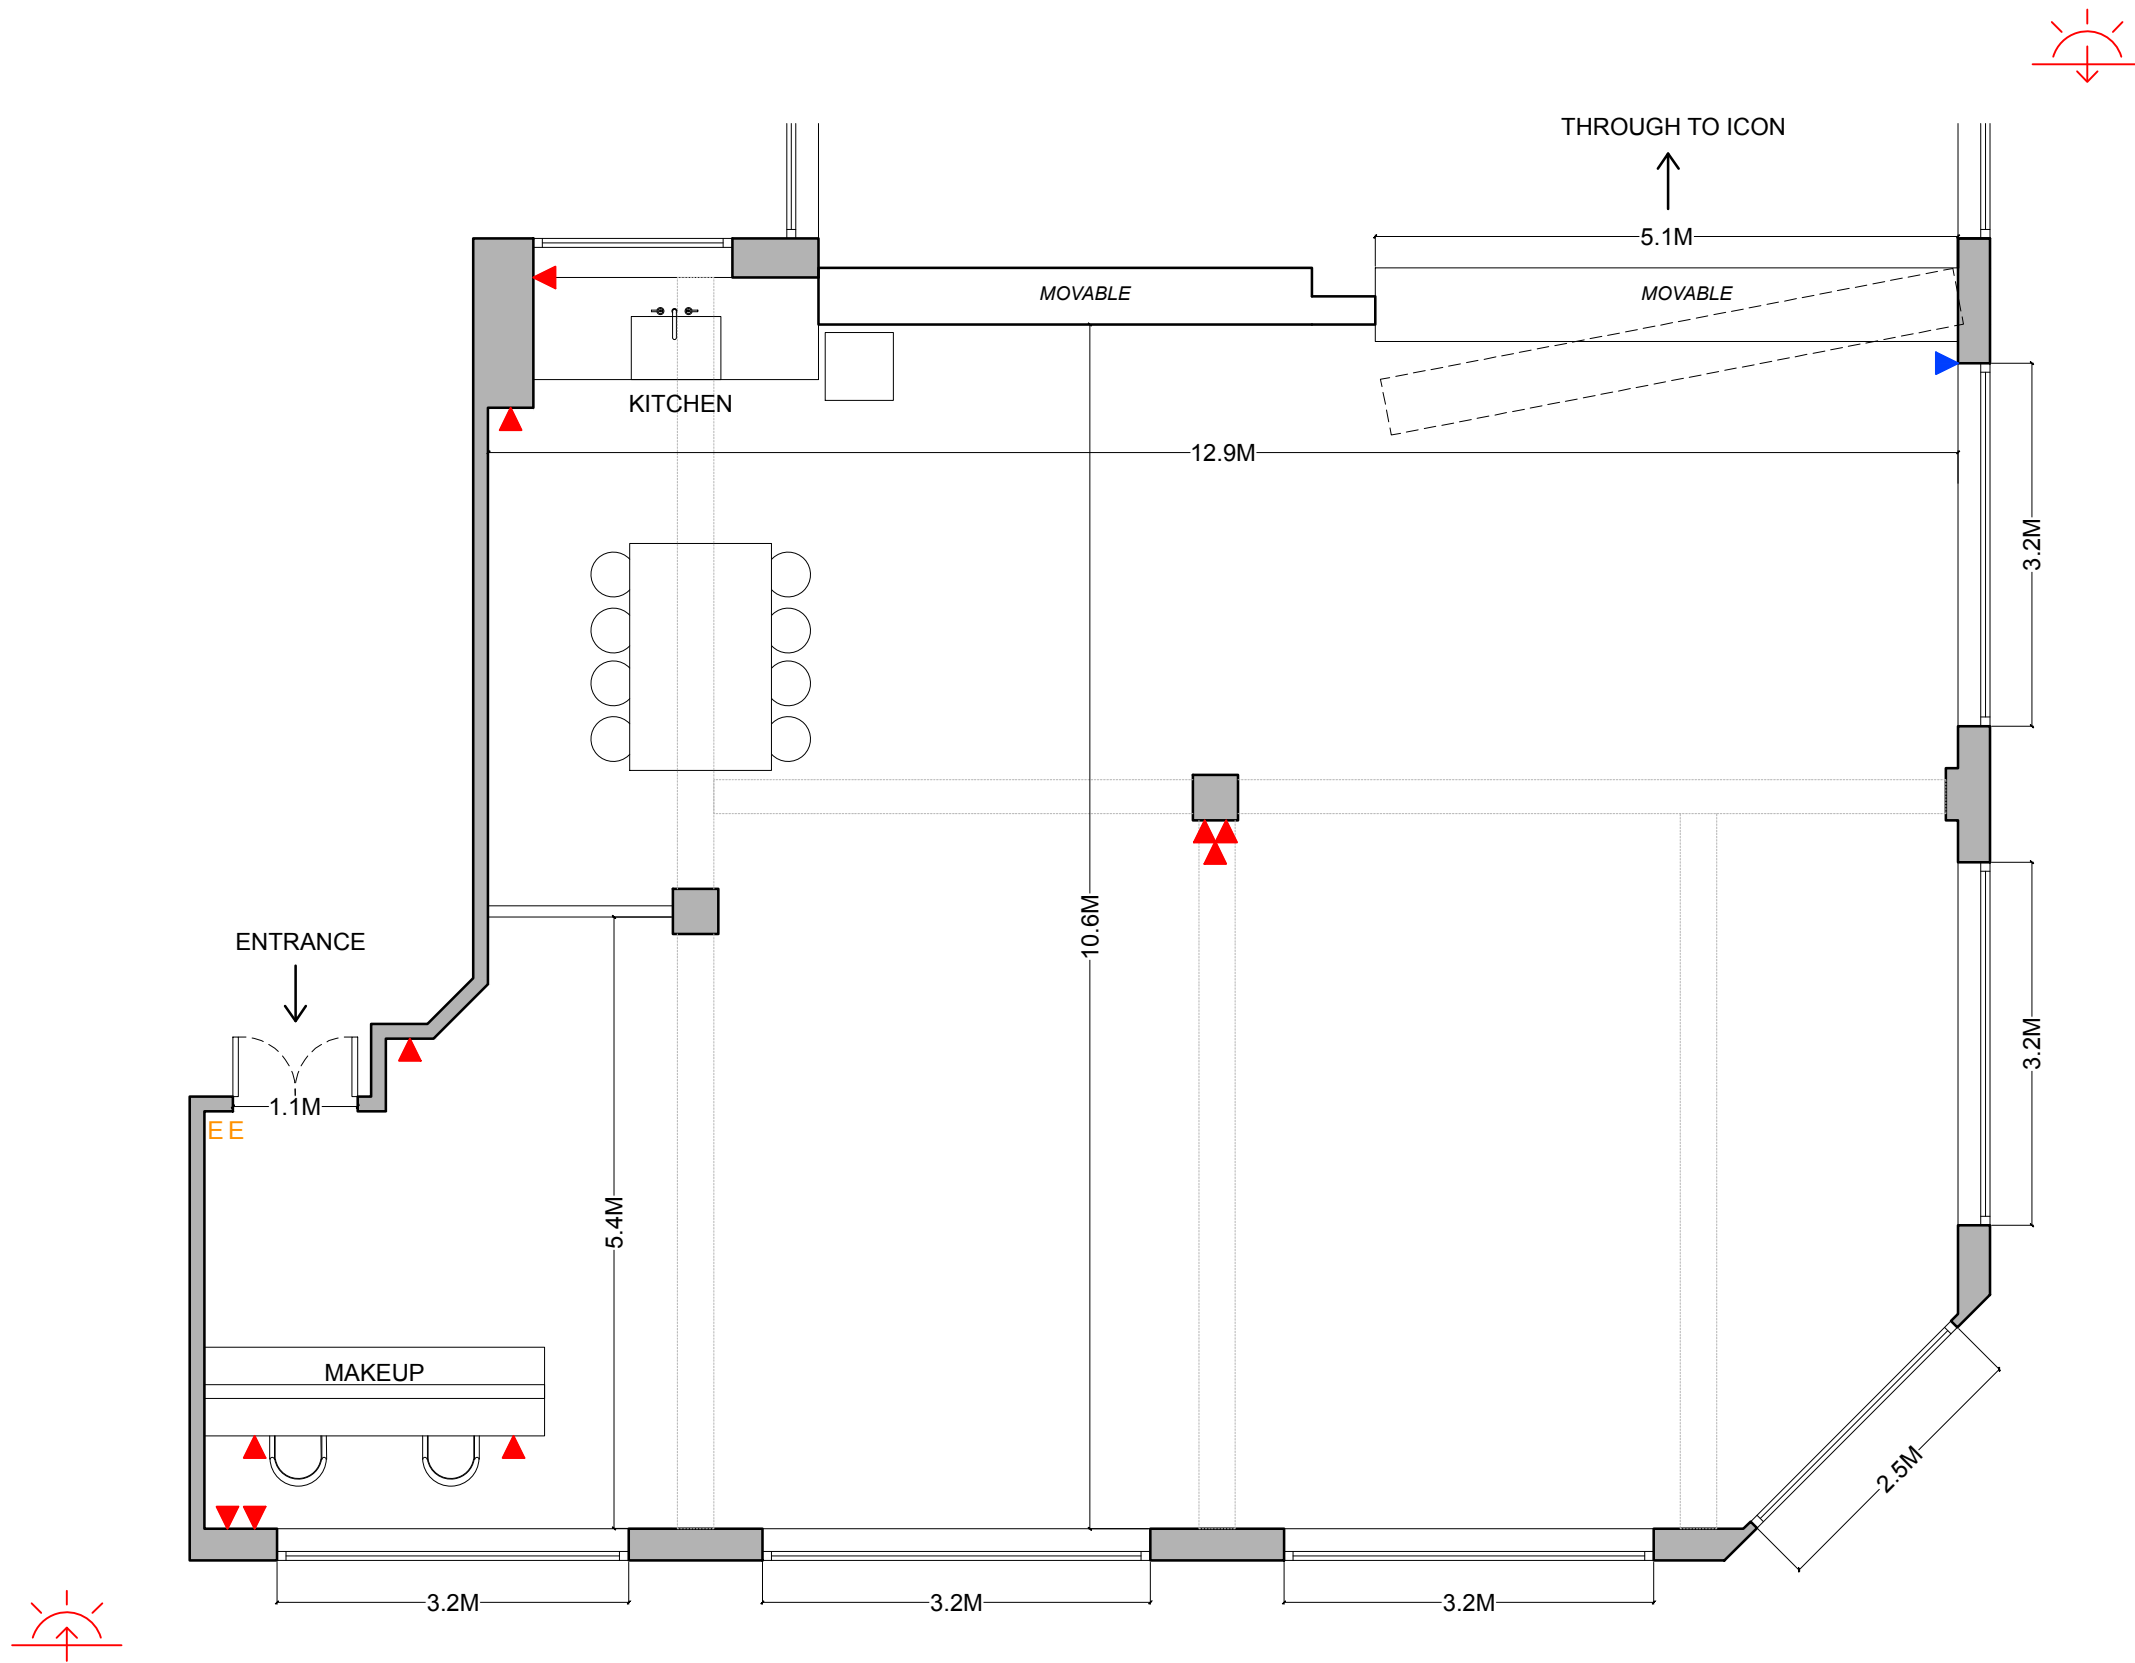 THROUGH TO ICON
5.1M
MOVABLE
MOVABLE
KITCHEN
12.9M
3.2M
10.6M
ENTRANCE
3.2M
1.1M
E E
5.4M
MAKEUP
2.5M
3.2M
3.2M
3.2M